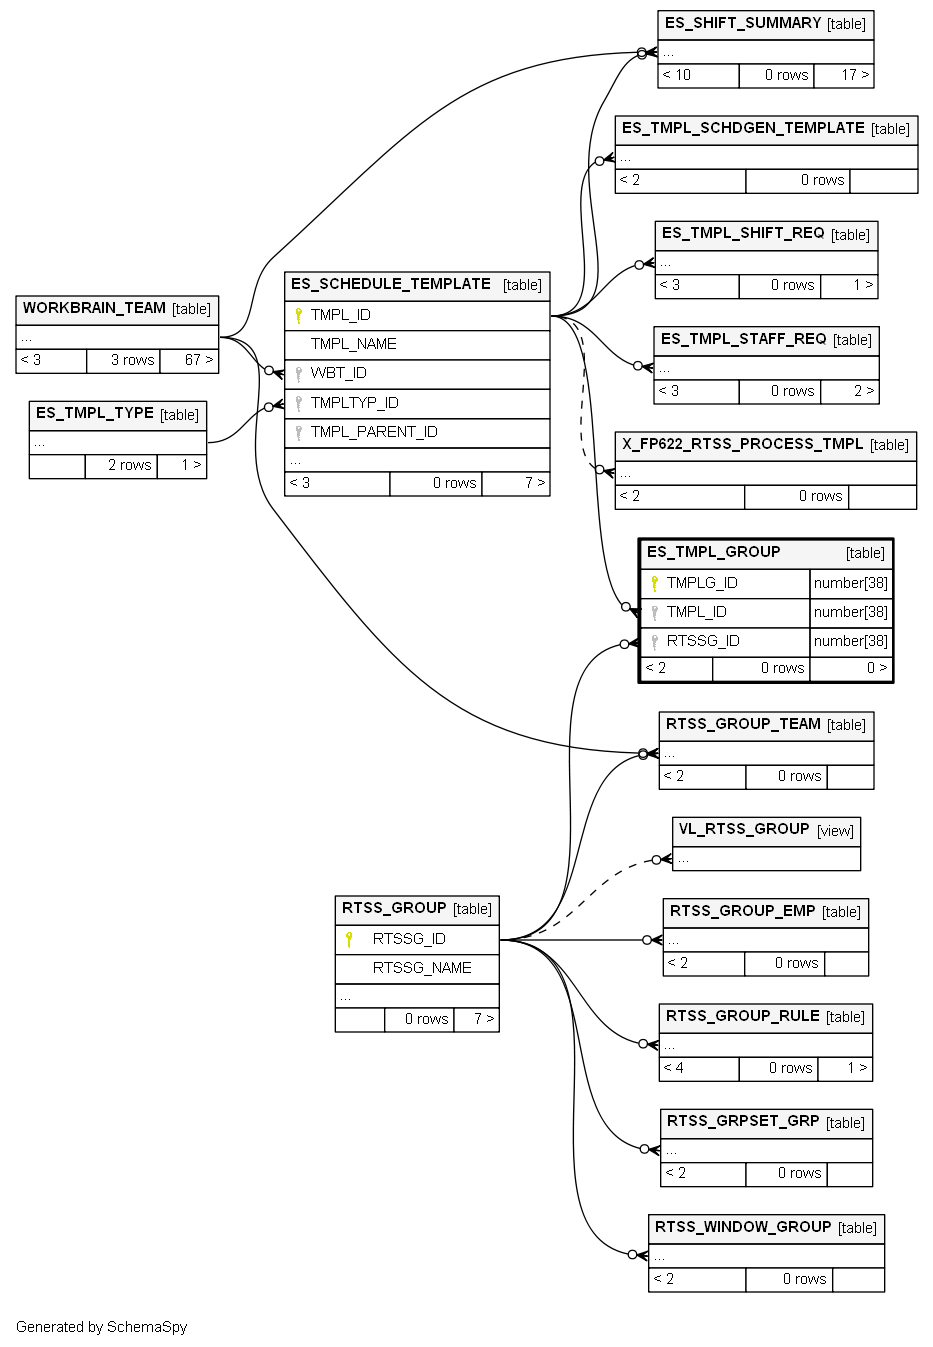 ES_SHIFT_SUMMARY [table]
...
< 10 0 rows 17 >
ES_TMPL_SCHDGEN_TEMPLATE [table]
...
< 2 0 rows
ES_TMPL_SHIFT_REQ [table]
...
< 3 0 rows 1 >
ES_SCHEDULE_TEMPLATE [table]
TMPL_ID
TMPL_NAME
WBT_ID
TMPLTYP_ID
TMPL_PARENT_ID
...
< 3 0 rows 7 >
WORKBRAIN_TEAM [table]
...
< 3 3 rows 67 >
ES_TMPL_TYPE [table]
...
2 rows 1 >
ES_TMPL_STAFF_REQ [table]
...
< 3 0 rows 2 >
X_FP622_RTSS_PROCESS_TMPL [table]
...
< 2 0 rows
ES_TMPL_GROUP [table]
TMPLG_ID number[38]
TMPL_ID number[38]
RTSSG_ID number[38]
< 2 0 rows 0 >
RTSS_GROUP_TEAM [table]
...
< 2 0 rows
VL_RTSS_GROUP [view]
...
RTSS_GROUP [table]
RTSSG_ID
RTSSG_NAME
...
0 rows 7 >
RTSS_GROUP_EMP [table]
...
< 2 0 rows
RTSS_GROUP_RULE [table]
...
< 4 0 rows 1 >
RTSS_GRPSET_GRP [table]
...
< 2 0 rows
RTSS_WINDOW_GROUP [table]
...
< 2 0 rows
Generated by SchemaSpy